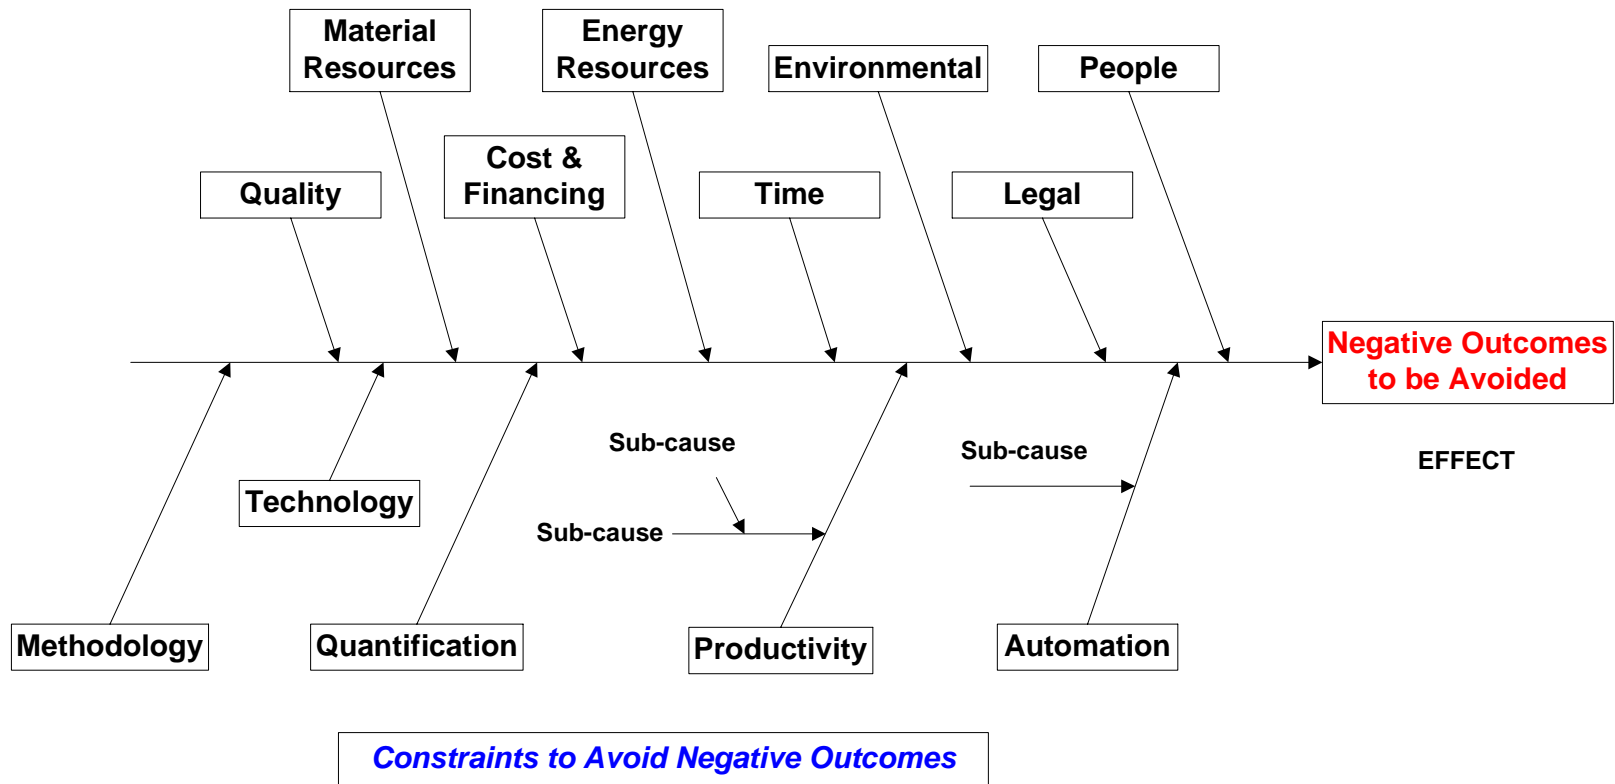 Material
Resources
Energy
Resources
Environmental
People
Quality
Cost &
Financing
Time
Legal
Negative Outcomes
to be Avoided
EFFECT
Sub-cause
Sub-cause
Sub-cause
Technology
Methodology
Quantification
Productivity
Automation
Constraints to Avoid Negative Outcomes